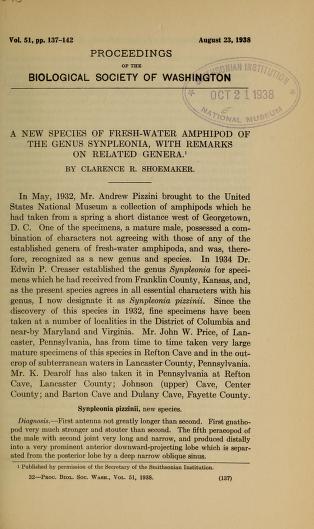 Vol. 51, pp. 137-142 August 23, 1938
PROCEEDINGS
OF THE
BIOLOGICAL SOCIETY OF WASHINGTON
SMITHSONIAN INSTITUTION
OCT 21 1938
NATIONAL MUSEUM
A NEW SPECIES OF FRESH-WATER AMPHIPOD OF
THE GENUS SYNPLEONIA, WITH REMARKS
ON RELATED GENERA.¹
BY CLARENCE R. SHOEMAKER.
In May, 1932, Mr. Andrew Pizzini brought to the United
States National Museum a collection of amphipods which he
had taken from a spring a short distance west of Georgetown,
D. C. One of the specimens, a mature male, possessed a com-
bination of characters not agreeing with those of any of the
established genera of fresh-water amphipoda, and was, there-
fore, recognized as a new genus and species. In 1934 Dr.
Edwin P. Creaser established the genus Synpleonia for speci-
mens which he had received from Franklin County, Kansas, and,
as the present species agrees in all essential characters with his
genus, I now designate it as Synpleonia pizzinii. Since the
discovery of this species in 1932, fine specimens have been
taken at a number of localities in the District of Columbia and
near-by Maryland and Virginia. Mr. John W. Price, of Lan-
caster, Pennsylvania, has from time to time taken very large
mature specimens of this species in Refton Cave and in the out-
crop of subterranean waters in Lancaster County, Pennsylvania.
Mr. K. Dearolf has also taken it in Pennsylvania at Refton
Cave, Lancaster County; Johnson (upper) Cave, Center
County; and Barton Cave and Dulany Cave, Fayette County.
Synpleonia pizzinii, new species.
Diagnosis.—First antenna not greatly longer than second. First gnatho-
pod very much stronger and stouter than second. The fifth peraeopod of
the male with second joint very long and narrow, and produced distally
into a very prominent anterior downward-projecting lobe which is separ-
ated from the posterior lobe by a deep narrow oblique sinus.
¹ Published by permission of the Secretary of the Smithsonian Institution.
32—Proc. Biol. Soc. Wash., Vol. 51, 1938. (137)